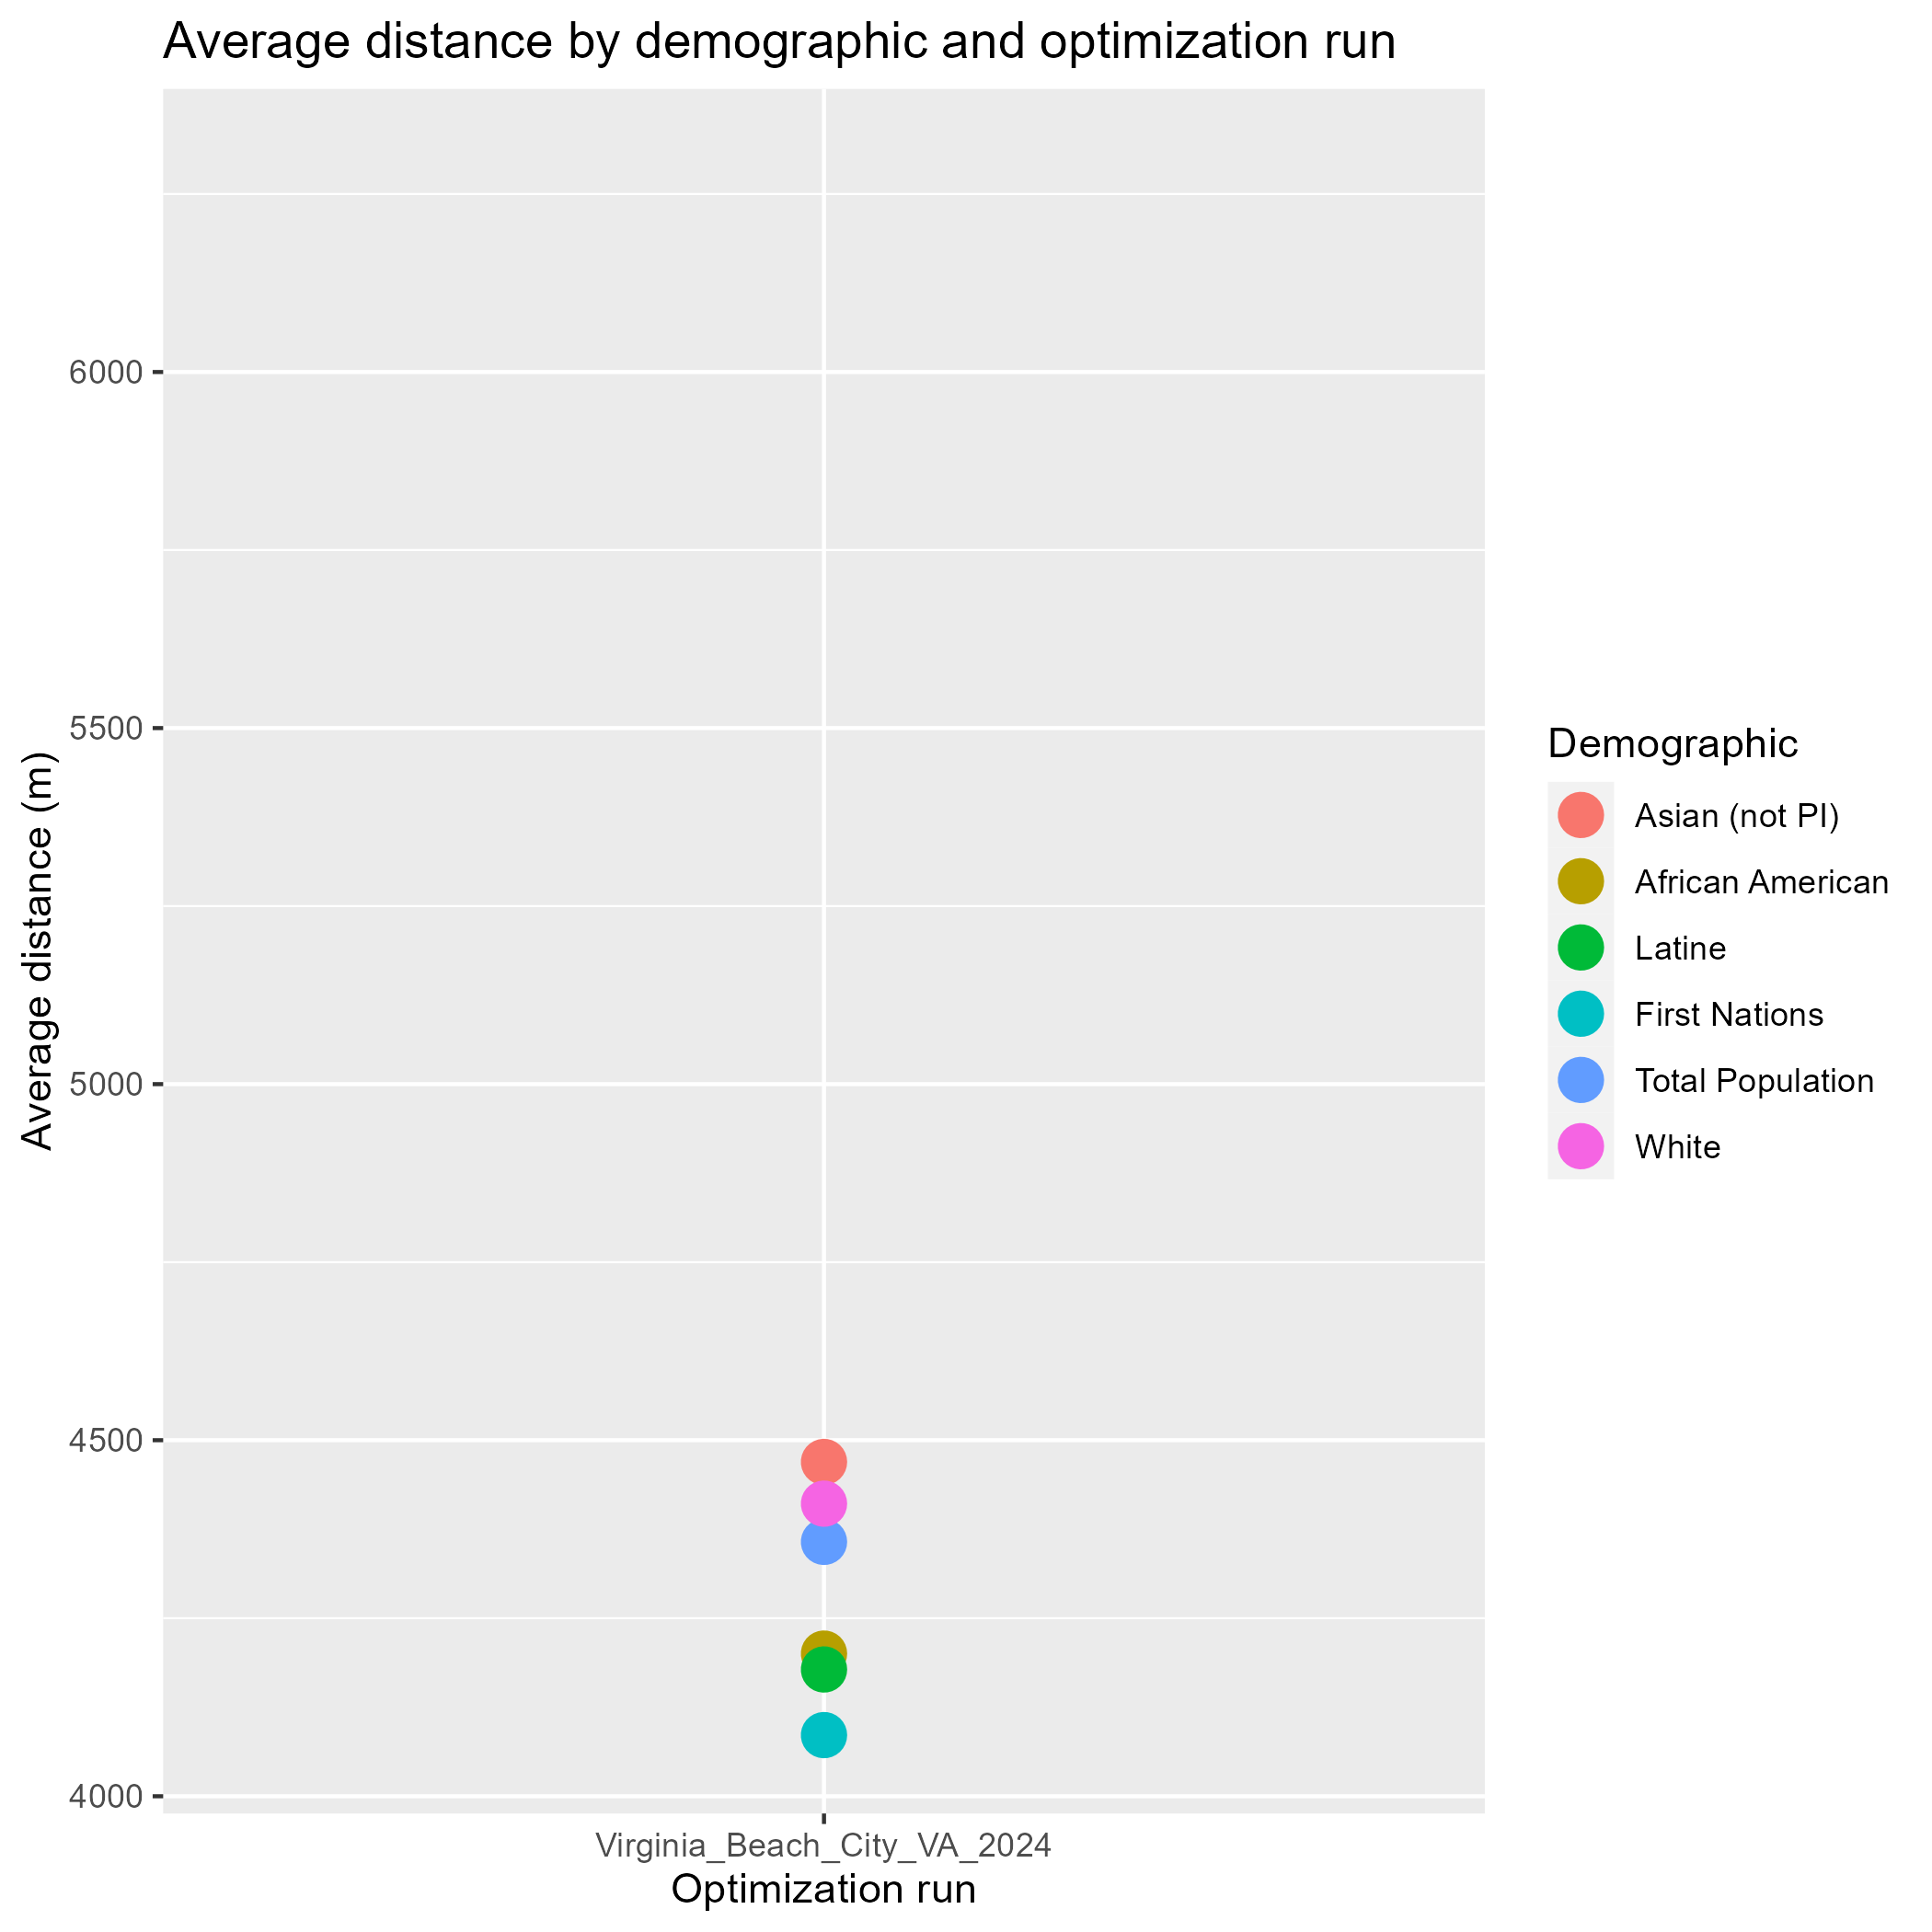 Average distance by demographic and optimization run
Average distance (m)
6000
5500
5000
4500
4000
Virginia_Beach_City_VA_2024
Optimization run
Demographic
Asian (not PI)
African American
Latine
First Nations
Total Population
White